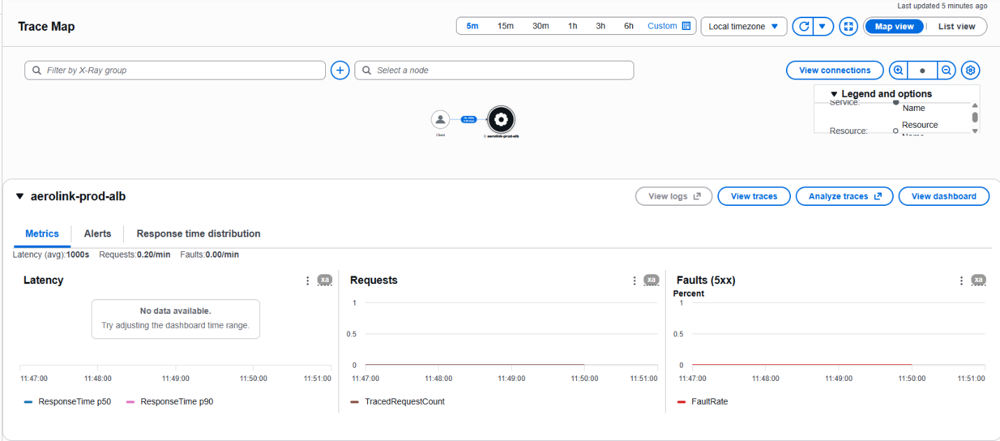 Last updated 5 minutes ago
Trace Map
5m 15m 30m 1h 3h 6h Custom
Local timezone
Map view
List view
Filter by X-Ray group
Select a node
View connections
Legend and options
Service:
Name
Resource:
Resource
Client
aerolink-prod-alb
aerolink-prod-alb
View logs
View traces
Analyze traces
View dashboard
Metrics
Alerts
Response time distribution
Latency (avg):1000s Requests:0.20/min Faults:0.00/min
Latency
xa
No data available.
Try adjusting the dashboard time range.
11:47:00 11:48:00 11:49:00 11:50:00 11:51:00
ResponseTime p50
ResponseTime p90
Requests
xa
1
0.5
0
11:47:00 11:48:00 11:49:00 11:50:00 11:51:00
TracedRequestCount
Faults (5xx)
xa
Percent
1
0.5
0
11:47:00 11:48:00 11:49:00 11:50:00 11:51:00
FaultRate